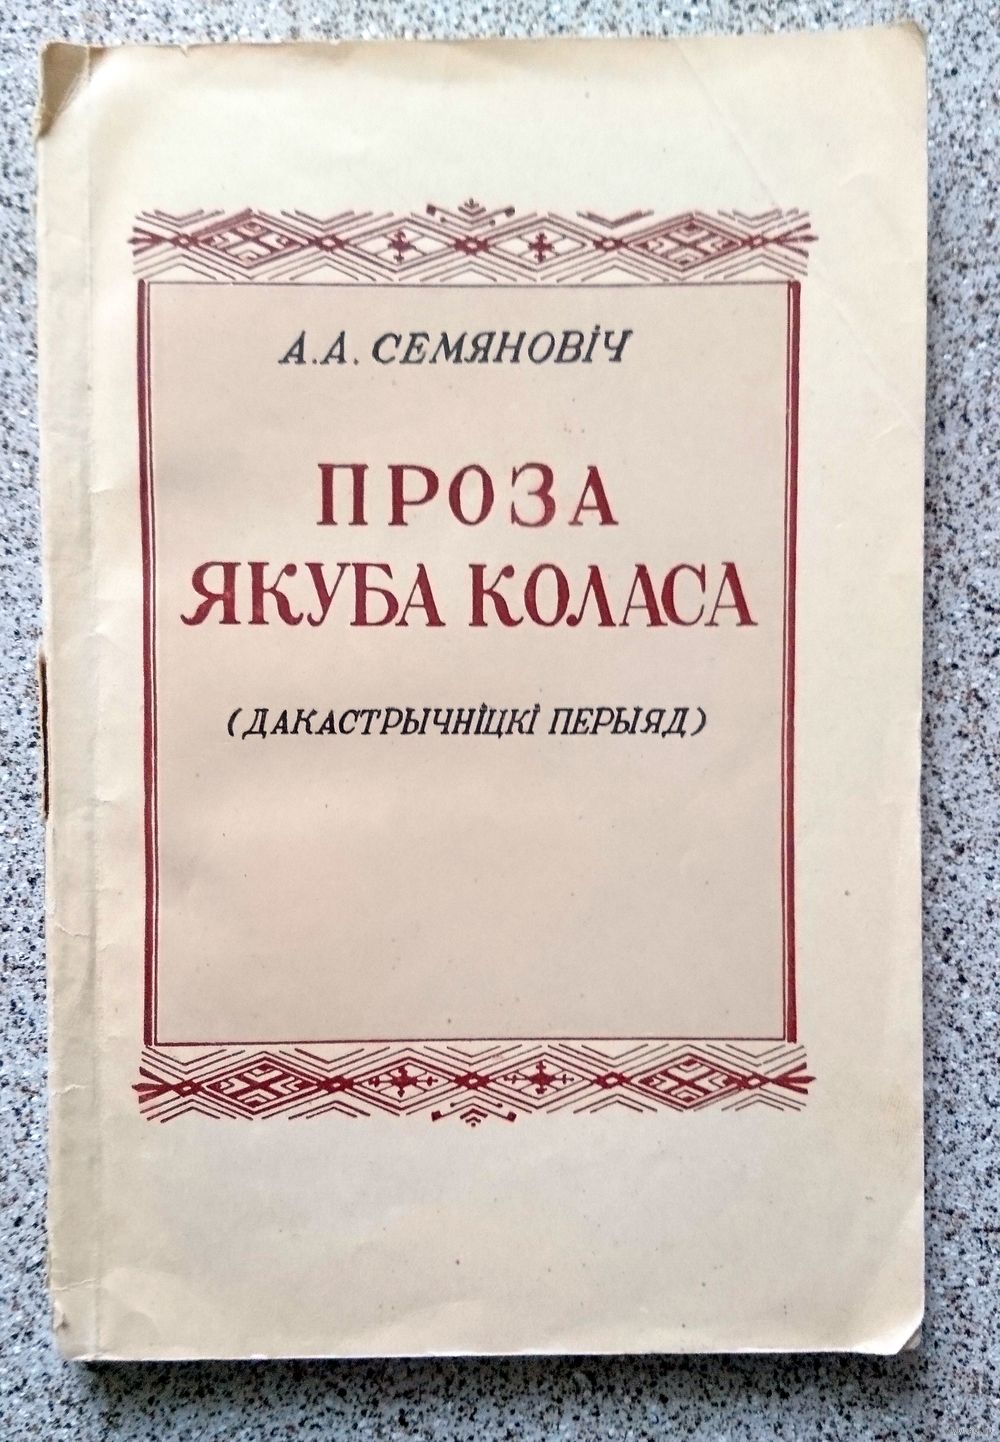 А.А. СЕМЯНОВІЧ
ПРОЗА
ЯКУБА КОЛАСА
(ДАКАСТРЫЧНІЦКІ ПЕРЫЯД)